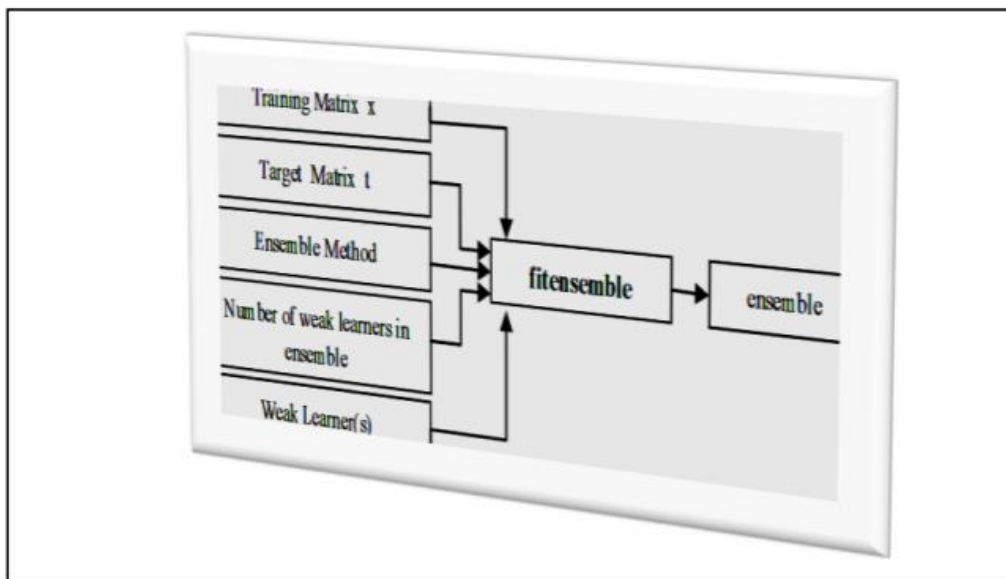 Training Matrix x
Target Matrix t
Ensemble Method
Number of weak learners in
ensemble
Weak Learner(s)
fitensemble
ensemble